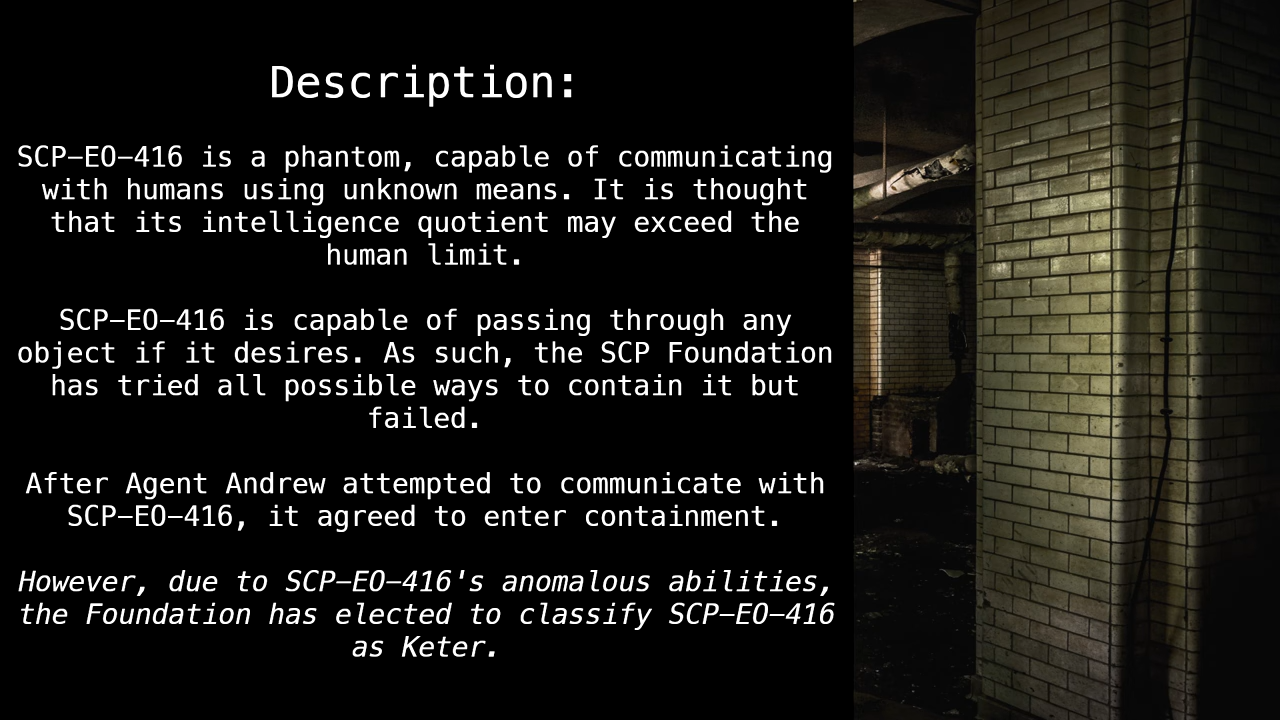 Description:
SCP-EO-416 is a phantom, capable of communicating
with humans using unknown means. It is thought
that its intelligence quotient may exceed the
human limit.
SCP-EO-416 is capable of passing through any
object if it desires. As such, the SCP Foundation
has tried all possible ways to contain it but
failed.
After Agent Andrew attempted to communicate with
SCP-EO-416, it agreed to enter containment.
However, due to SCP-EO-416's anomalous abilities,
the Foundation has elected to classify SCP-EO-416
as Keter.